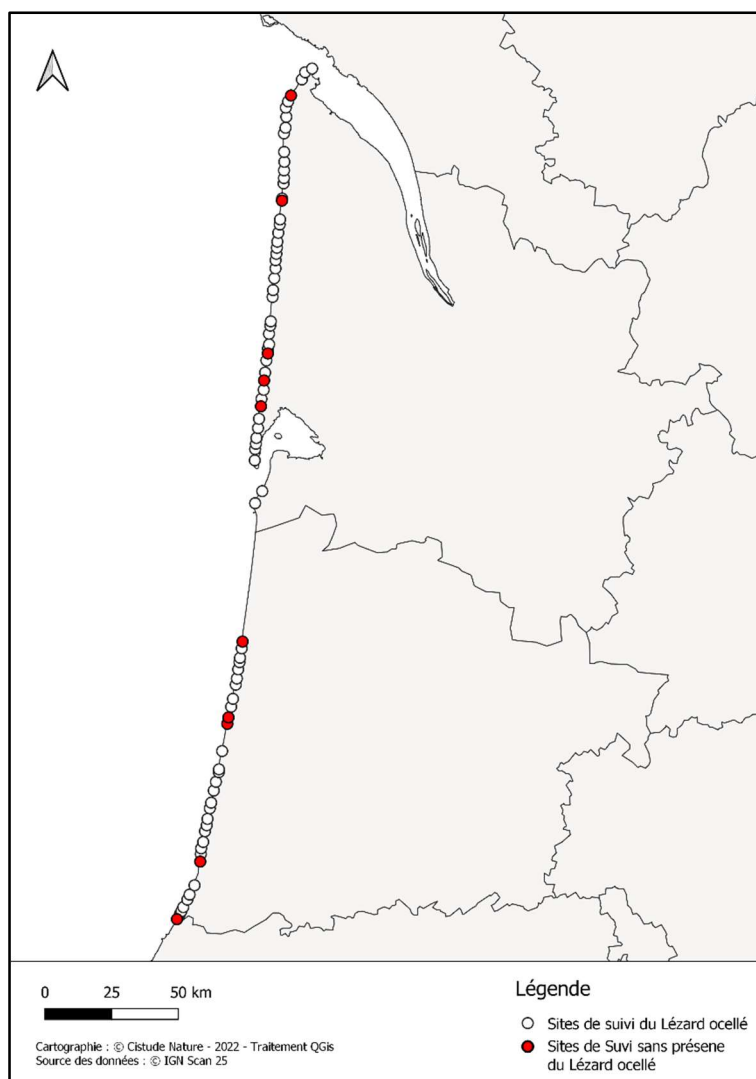 0 25 50 km
Cartographie : © Cistude Nature - 2022 - Traitement QGis
Source des données : © IGN Scan 25
Légende
Sites de suivi du Lézard ocellé
Sites de Suvi sans présene
du Lézard ocellé